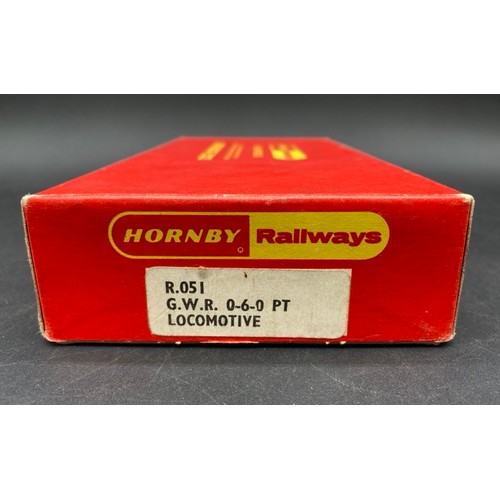 HORNBY Railways
R.051
G.W.R. 0-6-0 PT
LOCOMOTIVE